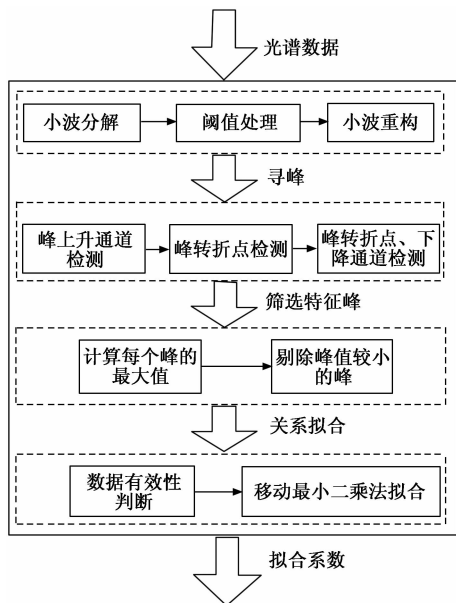 光谱数据
小波分解
阈值处理
小波重构
寻峰
峰上升通道
检测
峰转折点检测
峰转折点、下
降通道检测
筛选特征峰
计算每个峰的
最大值
剔除峰值较小
的峰
关系拟合
数据有效性
判断
移动最小二乘法拟合
拟合系数